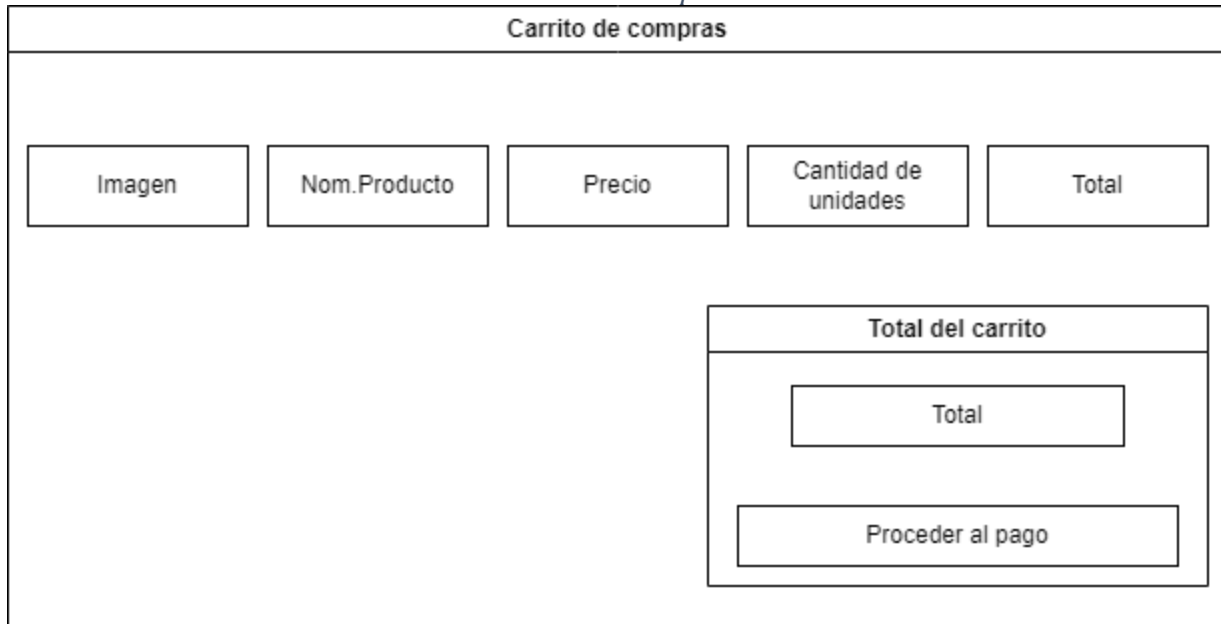 Carrito de compras
Imagen
Nom.Producto
Precio
Cantidad de
unidades
Total
Total del carrito
Total
Proceder al pago